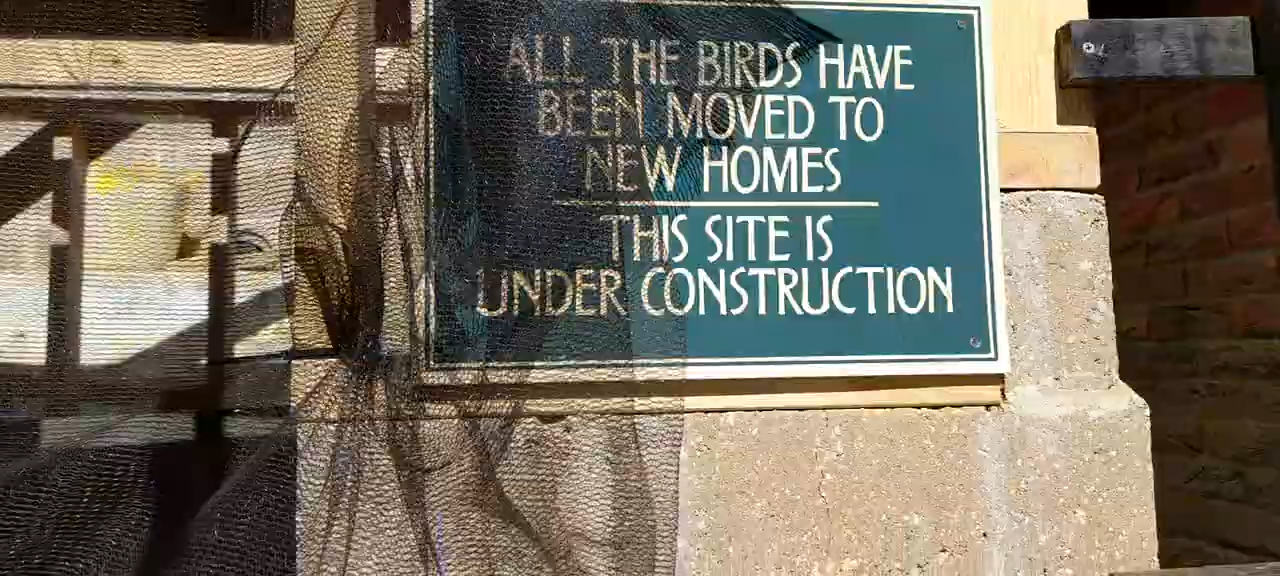 ALL THE BIRDS HAVE
BEEN MOVED TO
NEW HOMES
THIS SITE IS
UNDER CONSTRUCTION